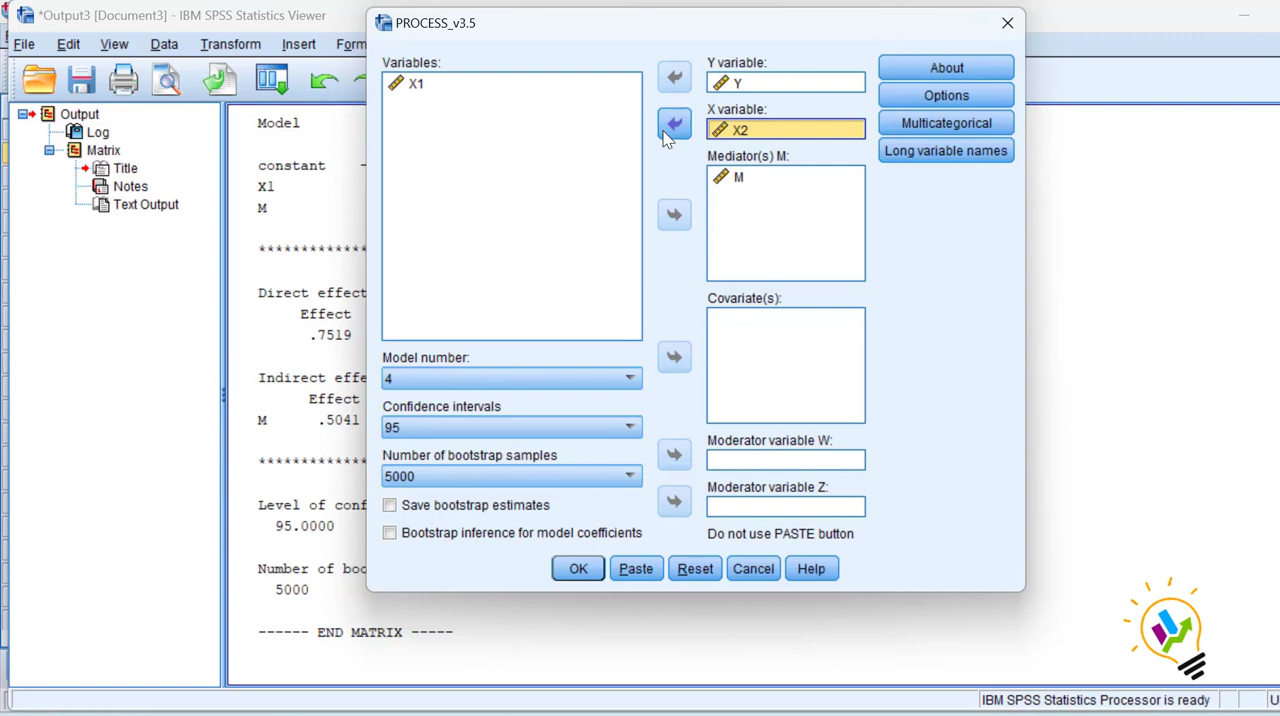 *Output3 [Document3] - IBM SPSS Statistics Viewer
File Edit View Data Transform Insert Form
Output
Log
Matrix
Title
Notes
Text Output
Model
constant
X1
M
****************
Direct effect
Effect
.7519
Indirect effe
Effect
M .5041
****************
Level of conf
95.0000
Number of boo
5000
------ END MATRIX -----
PROCESS_v3.5
Variables:
X1
Model number:
4
Confidence intervals
95
Number of bootstrap samples
5000
Save bootstrap estimates
Bootstrap inference for model coefficients
Y variable:
Y
X variable:
X2
Mediator(s) M:
M
Covariate(s):
Moderator variable W:
Moderator variable Z:
Do not use PASTE button
About
Options
Multicategorical
Long variable names
OK Paste Reset Cancel Help
IBM SPSS Statistics Processor is ready